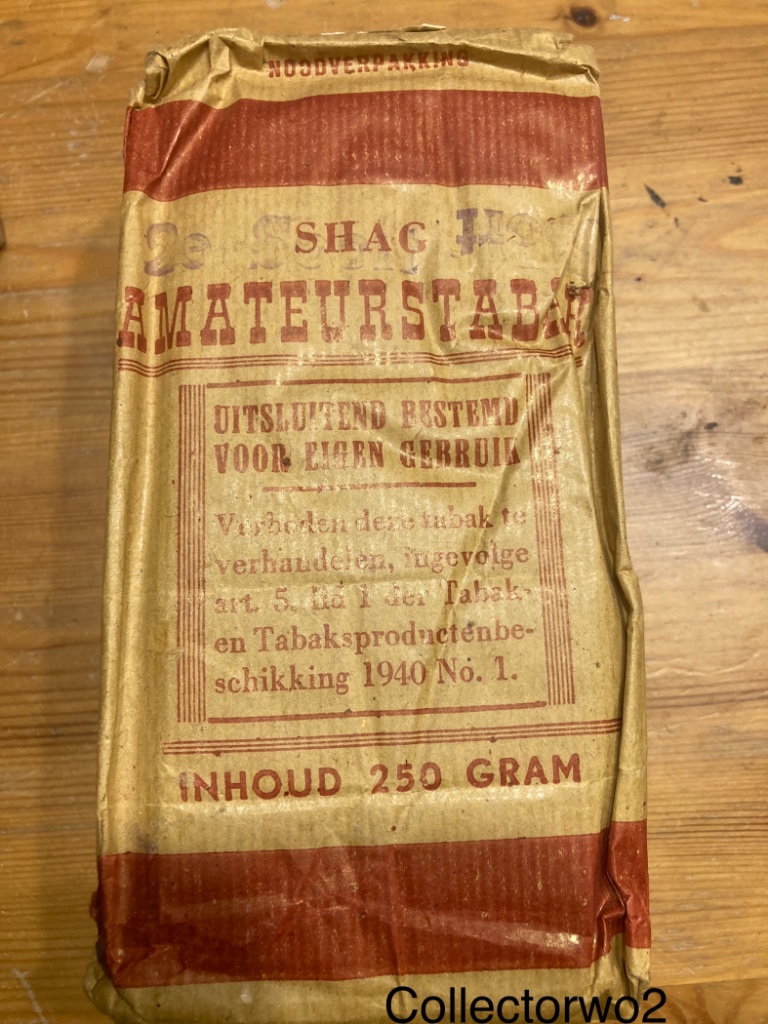 NOODVERPAKKING
SHAG
AMATEURSTABAK
UITSLUITEND BESTEMD
VOOR EIGEN GEBRUIK
Verboden deze tabak te
verhandelen, ingevolge
art. 5, lid 1 der Tabak-
en Tabaksproductenbe-
schikking 1940 No. 1.
INHOUD 250 GRAM
Collectorwo2